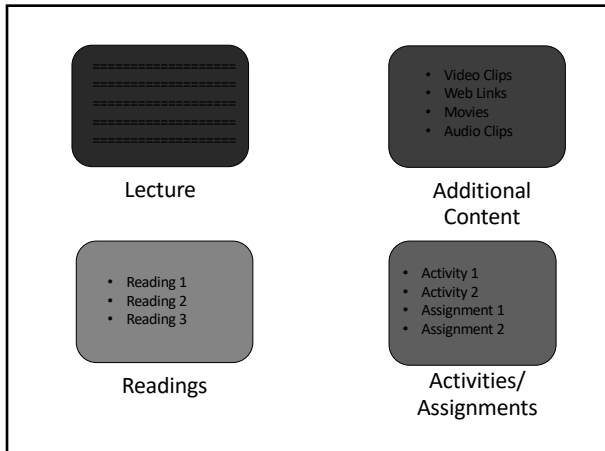 ==================
==================
==================
==================
==================
Lecture
• Video Clips
• Web Links
• Movies
• Audio Clips
Additional
Content
• Reading 1
• Reading 2
• Reading 3
Readings
• Activity 1
• Activity 2
• Assignment 1
• Assignment 2
Activities/
Assignments